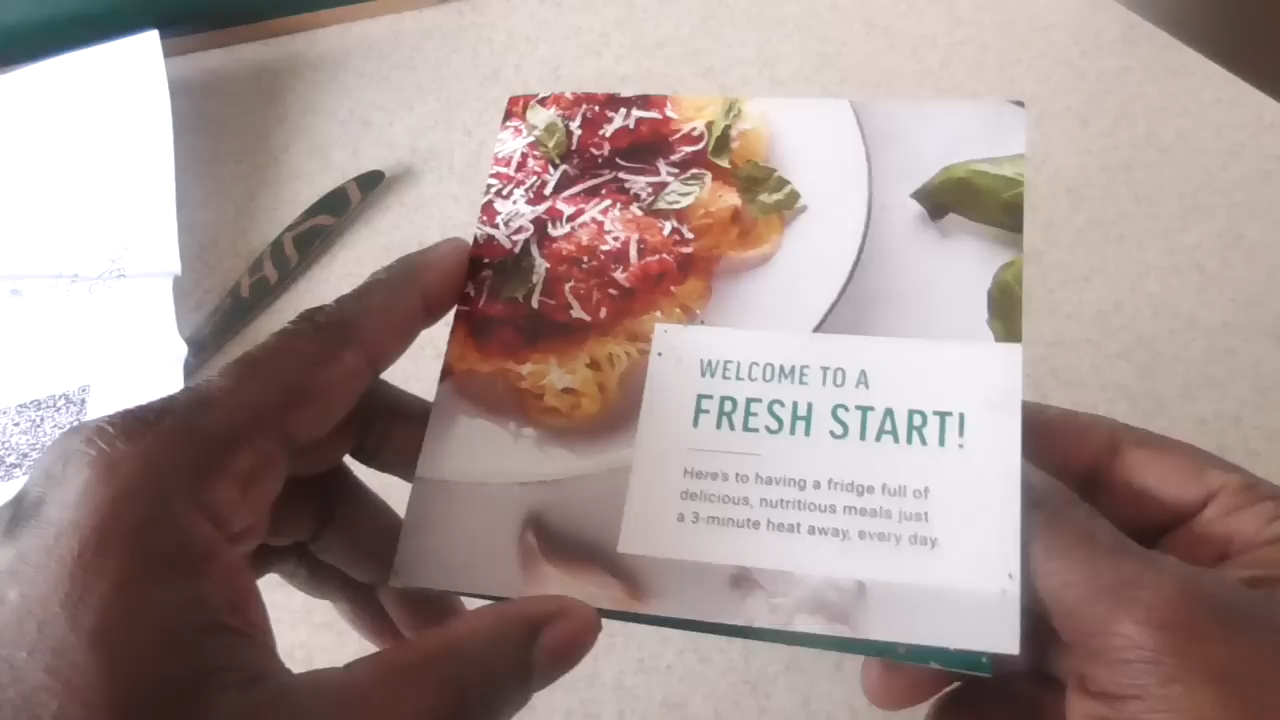 WELCOME TO A
FRESH START!
Here's to having a fridge full of
delicious, nutritious meals just
a 3-minute heat away, every day.